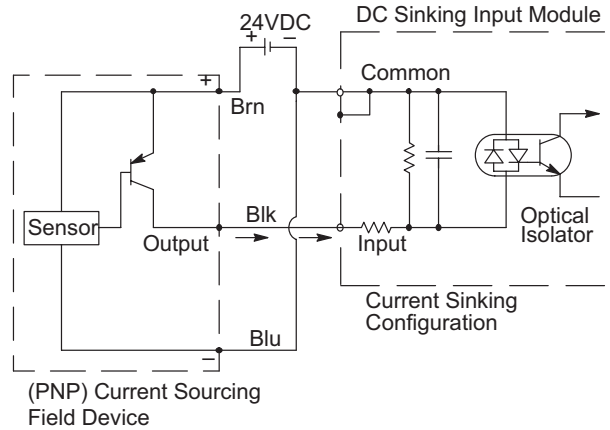 24VDC
+ −
DC Sinking Input Module
+
Brn
Common
Sensor
Output
Blk
Input
Optical
Isolator
Current Sinking
Configuration
Blu
−
(PNP) Current Sourcing
Field Device